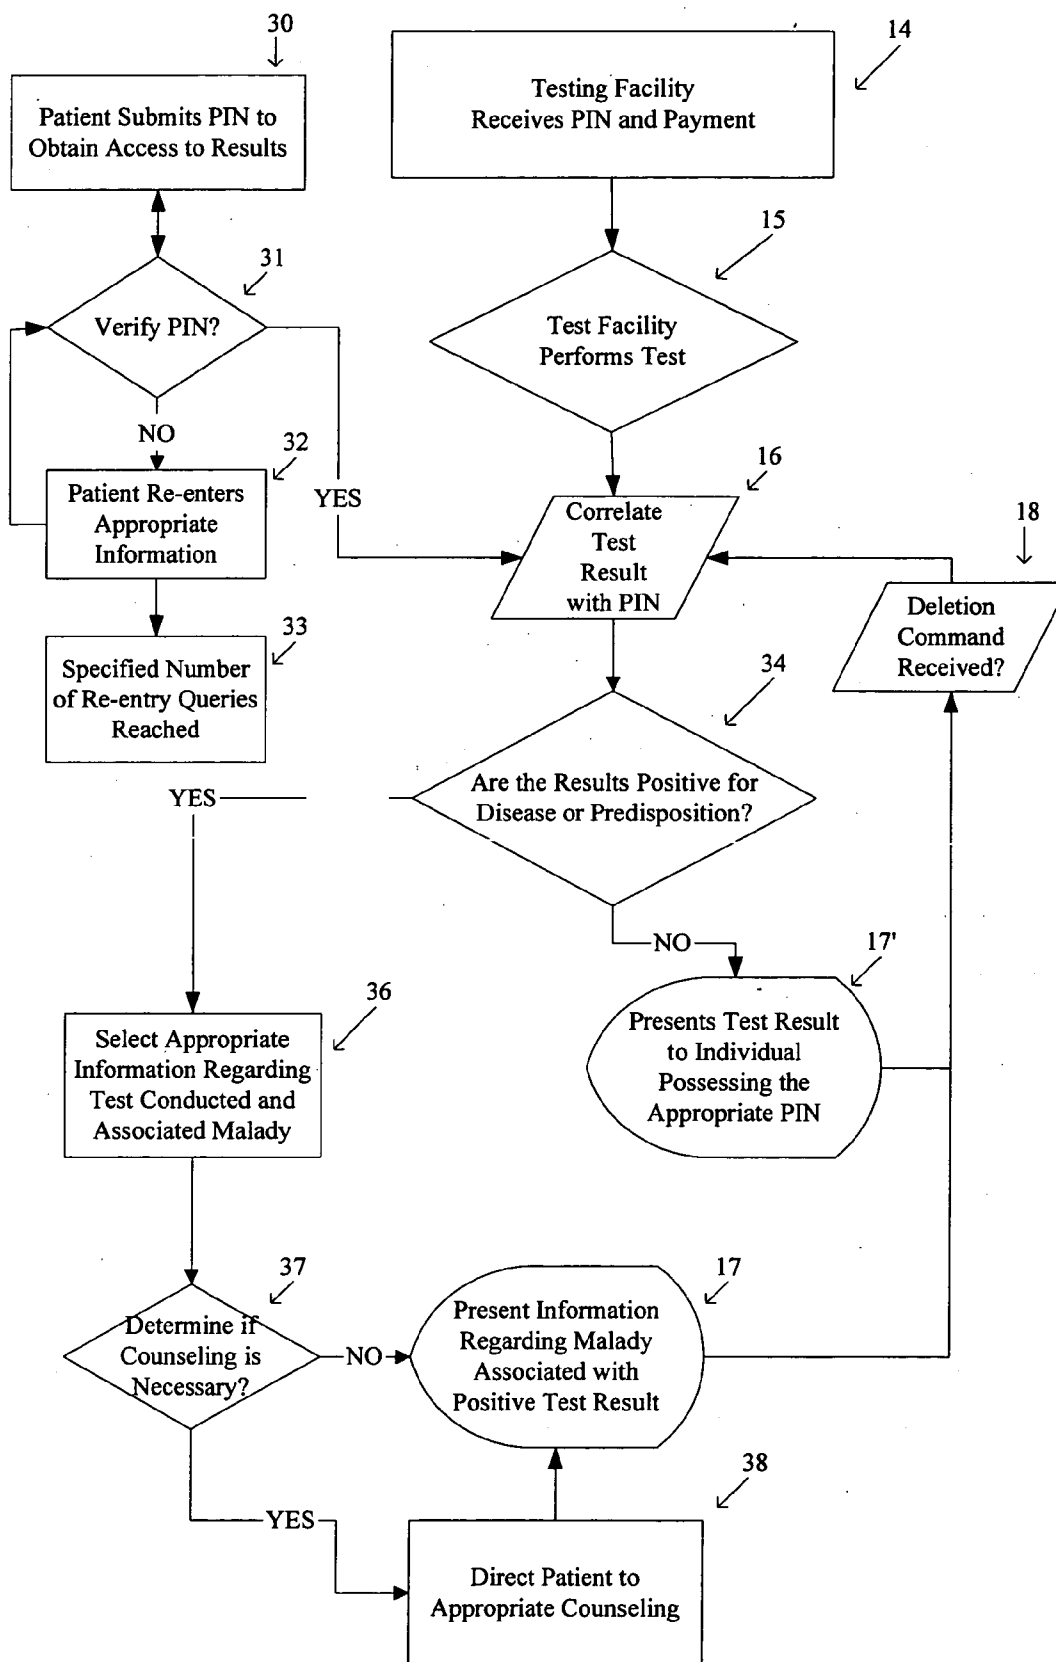 30
Patient Submits PIN to
Obtain Access to Results
14
Testing Facility
Receives PIN and Payment
15
Test Facility
Performs Test
31
Verify PIN?
NO
YES
32
Patient Re-enters
Appropriate
Information
16
Correlate
Test
Result
with PIN
18
Deletion
Command
Received?
33
Specified Number
of Re-entry Queries
Reached
34
Are the Results Positive for
Disease or Predisposition?
YES
NO
17'
Presents Test Result
to Individual
Possessing the
Appropriate PIN
36
Select Appropriate
Information Regarding
Test Conducted and
Associated Malady
37
Determine if
Counseling is
Necessary?
NO
17
Present Information
Regarding Malady
Associated with
Positive Test Result
YES
38
Direct Patient to
Appropriate Counseling